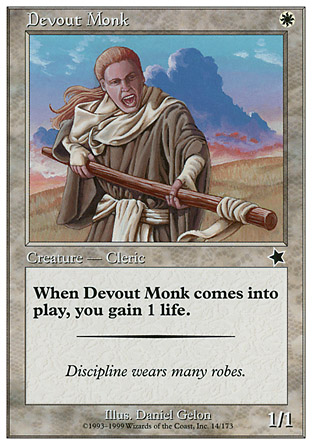 Devout Monk
Creature — Cleric
When Devout Monk comes into
play, you gain 1 life.
Discipline wears many robes.
Illus. Daniel Gelon
©1993-1999 Wizards of the Coast, Inc. 14/173
1/1